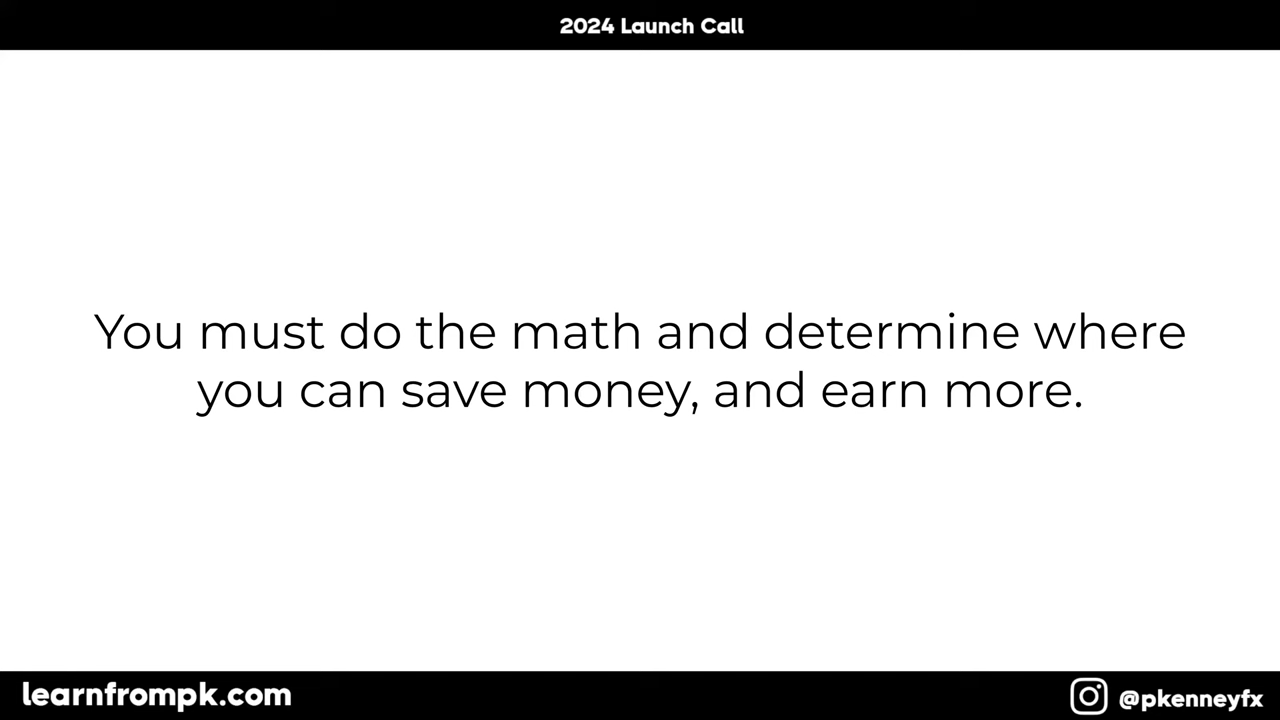 2024 Launch Call
You must do the math and determine where
you can save money, and earn more.
learnfrompk.com
@pkenneyfx